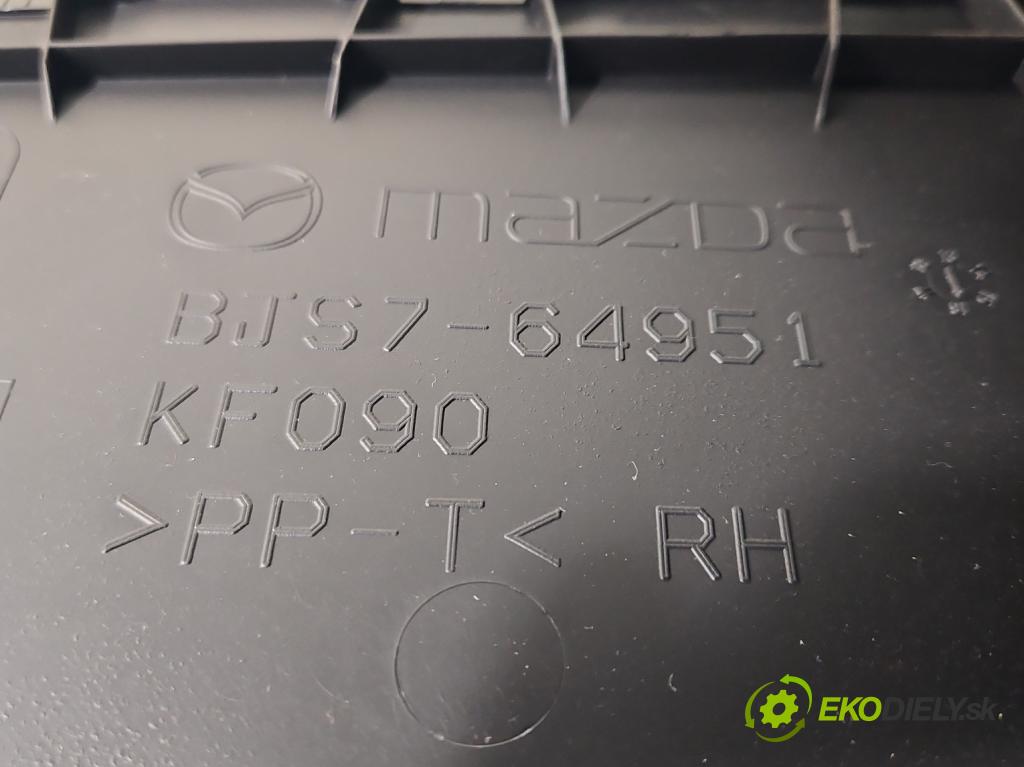 mazda
BJS7-64951
KF090
>PP-T< RH
EKODIELY.sk